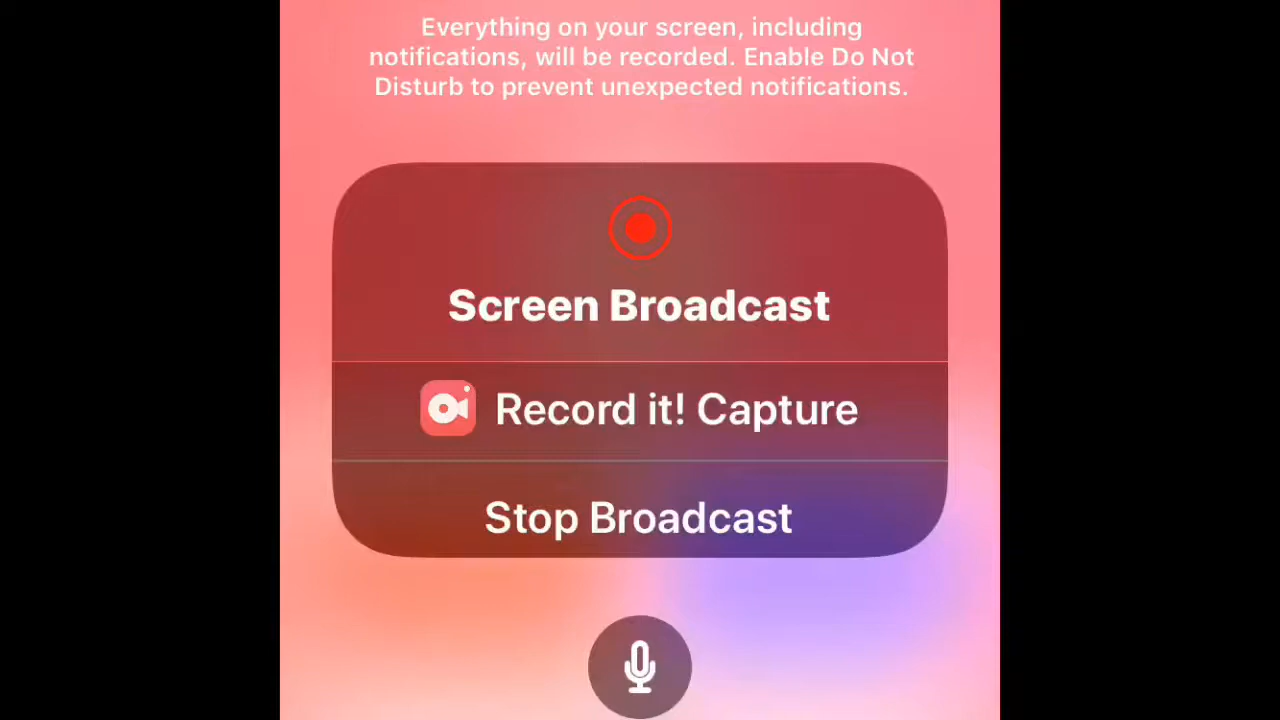 Everything on your screen, including
notifications, will be recorded. Enable Do Not
Disturb to prevent unexpected notifications.
Screen Broadcast
Record it! Capture
Stop Broadcast